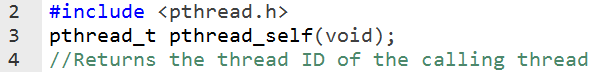 2 #include <pthread.h>
3 pthread_t pthread_self(void);
4 //Returns the thread ID of the calling thread